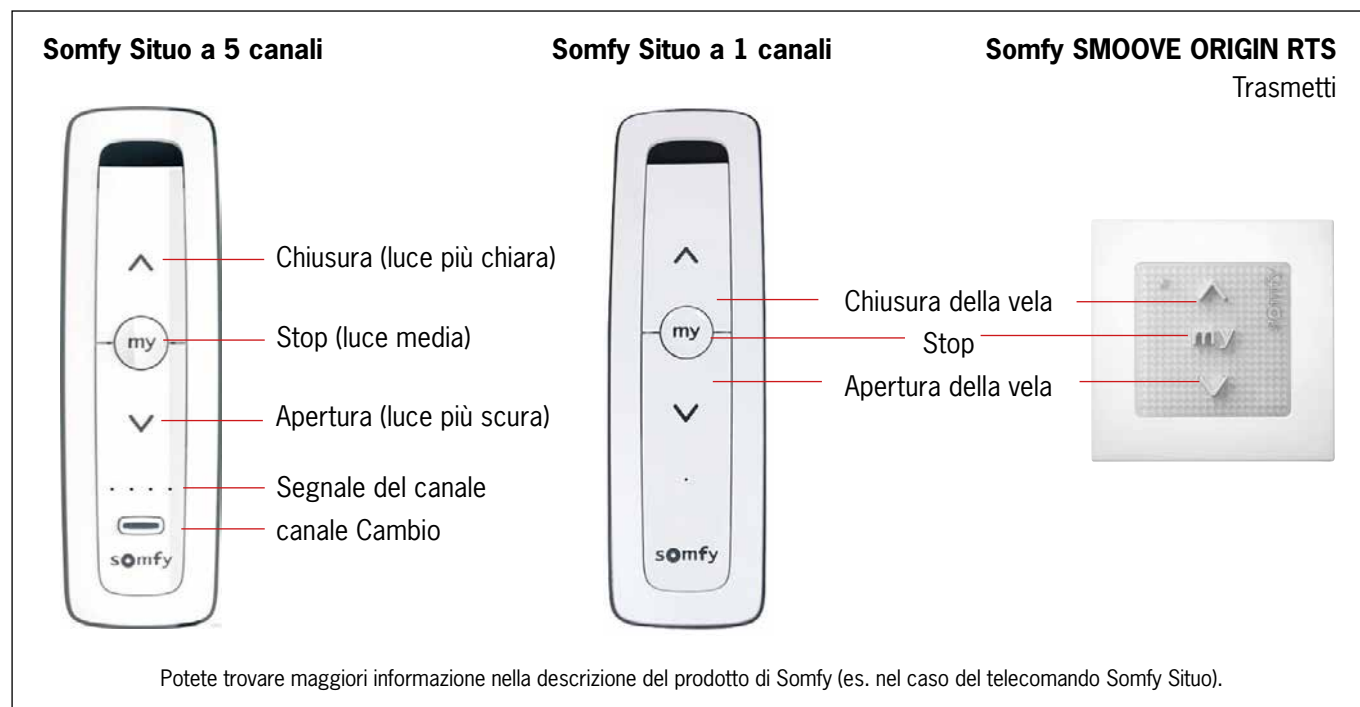 Somfy Situo a 5 canali
Somfy Situo a 1 canali
Somfy SMOOVE ORIGIN RTS
Trasmetti
Chiusura (luce più chiara)
my
Stop (luce media)
Apertura (luce più scura)
Segnale del canale
canale Cambio
somfy
my
somfy
Chiusura della vela
Stop
Apertura della vela
somfy
my
Potete trovare maggiori informazione nella descrizione del prodotto di Somfy (es. nel caso del telecomando Somfy Situo).